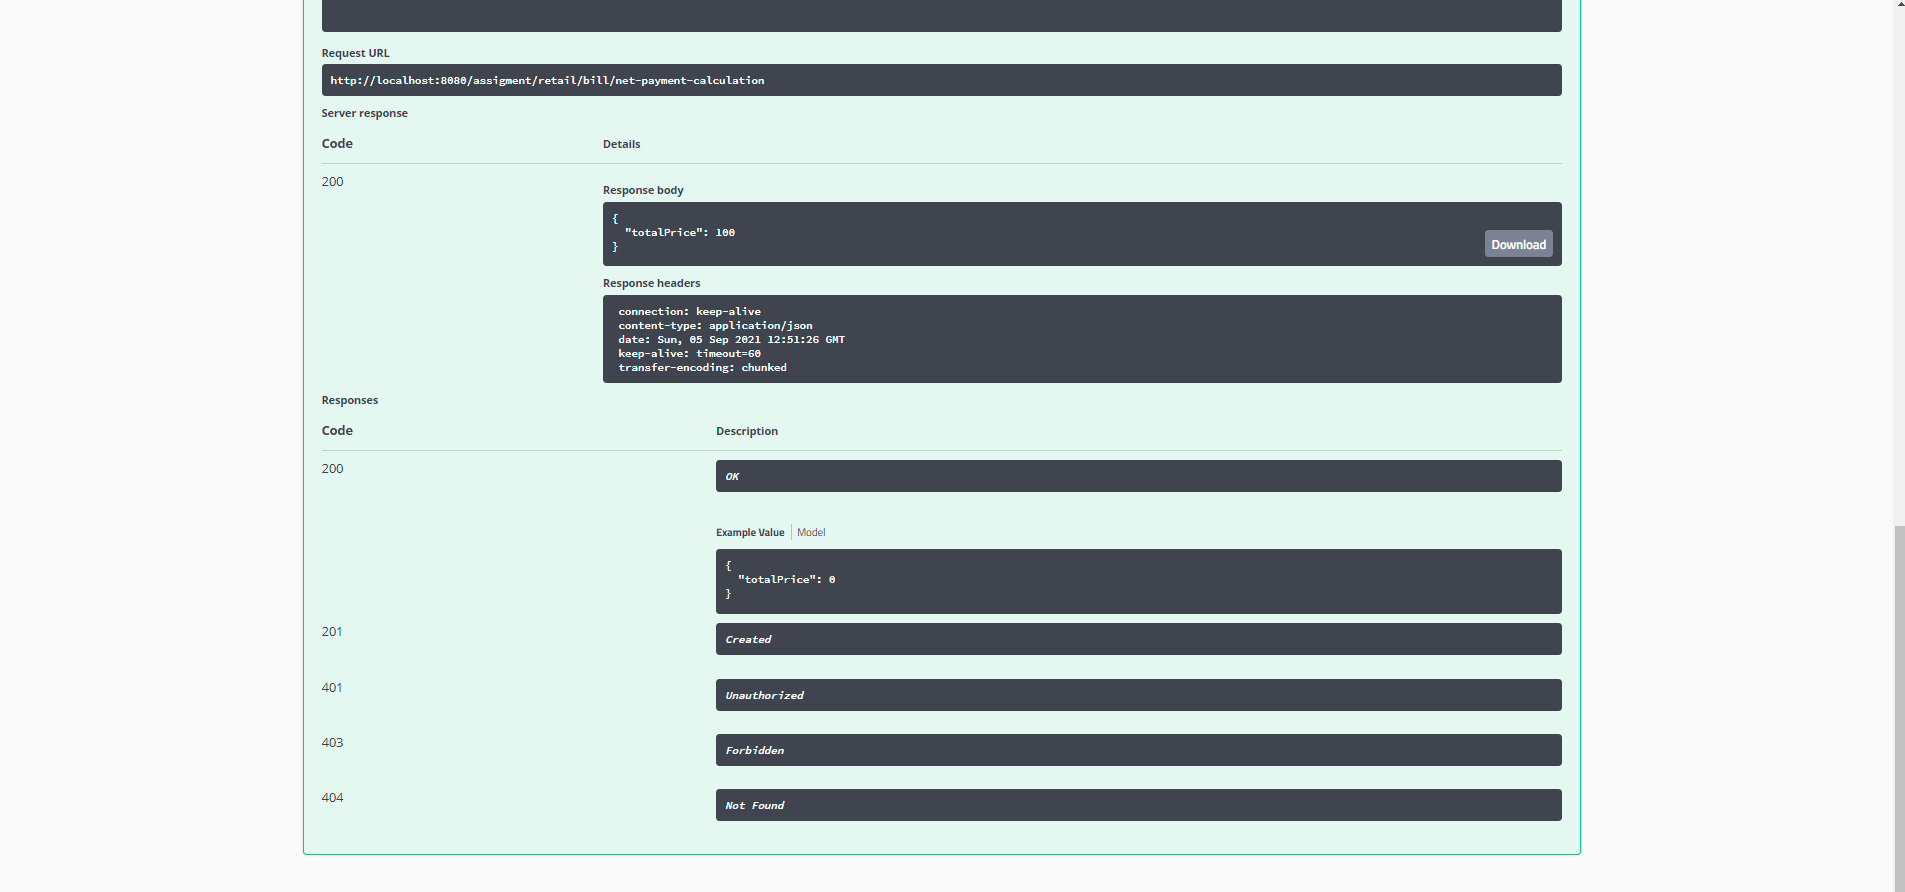 Request URL
http://localhost:8080/assigment/retail/bill/net-payment-calculation
Server response
Code Details
200
Response body
{
"totalPrice": 100
}
Download
Response headers
connection: keep-alive
content-type: application/json
date: Sun, 05 Sep 2021 12:51:26 GMT
keep-alive: timeout=60
transfer-encoding: chunked
Responses
Code Description
200
OK
Example Value Model
{
"totalPrice": 0
}
201
Created
401
Unauthorized
403
Forbidden
404
Not Found